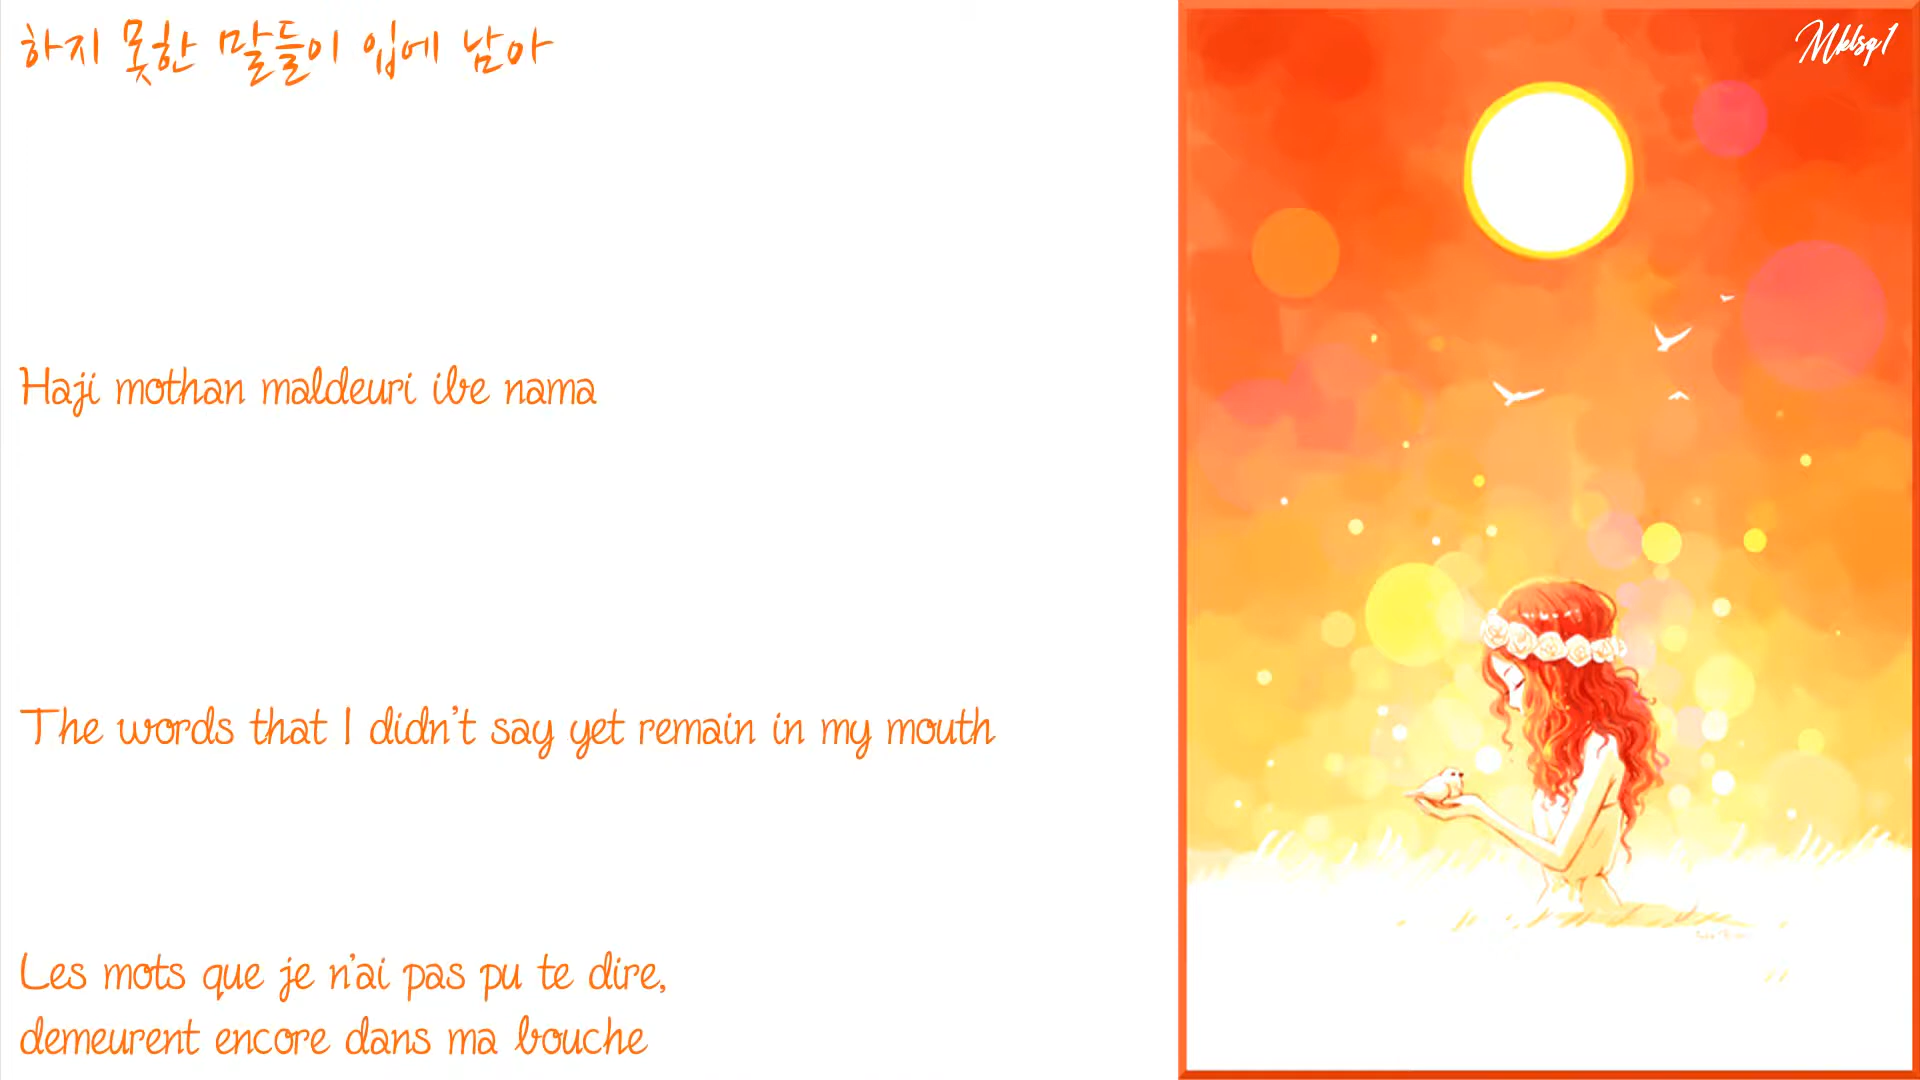 하지 못한 말들이 입에 남아
Mklsq1
Haji mothan maldeuri ibe nama
The words that I didn't say yet remain in my mouth
Les mots que je n'ai pas pu te dire,
demeurent encore dans ma bouche